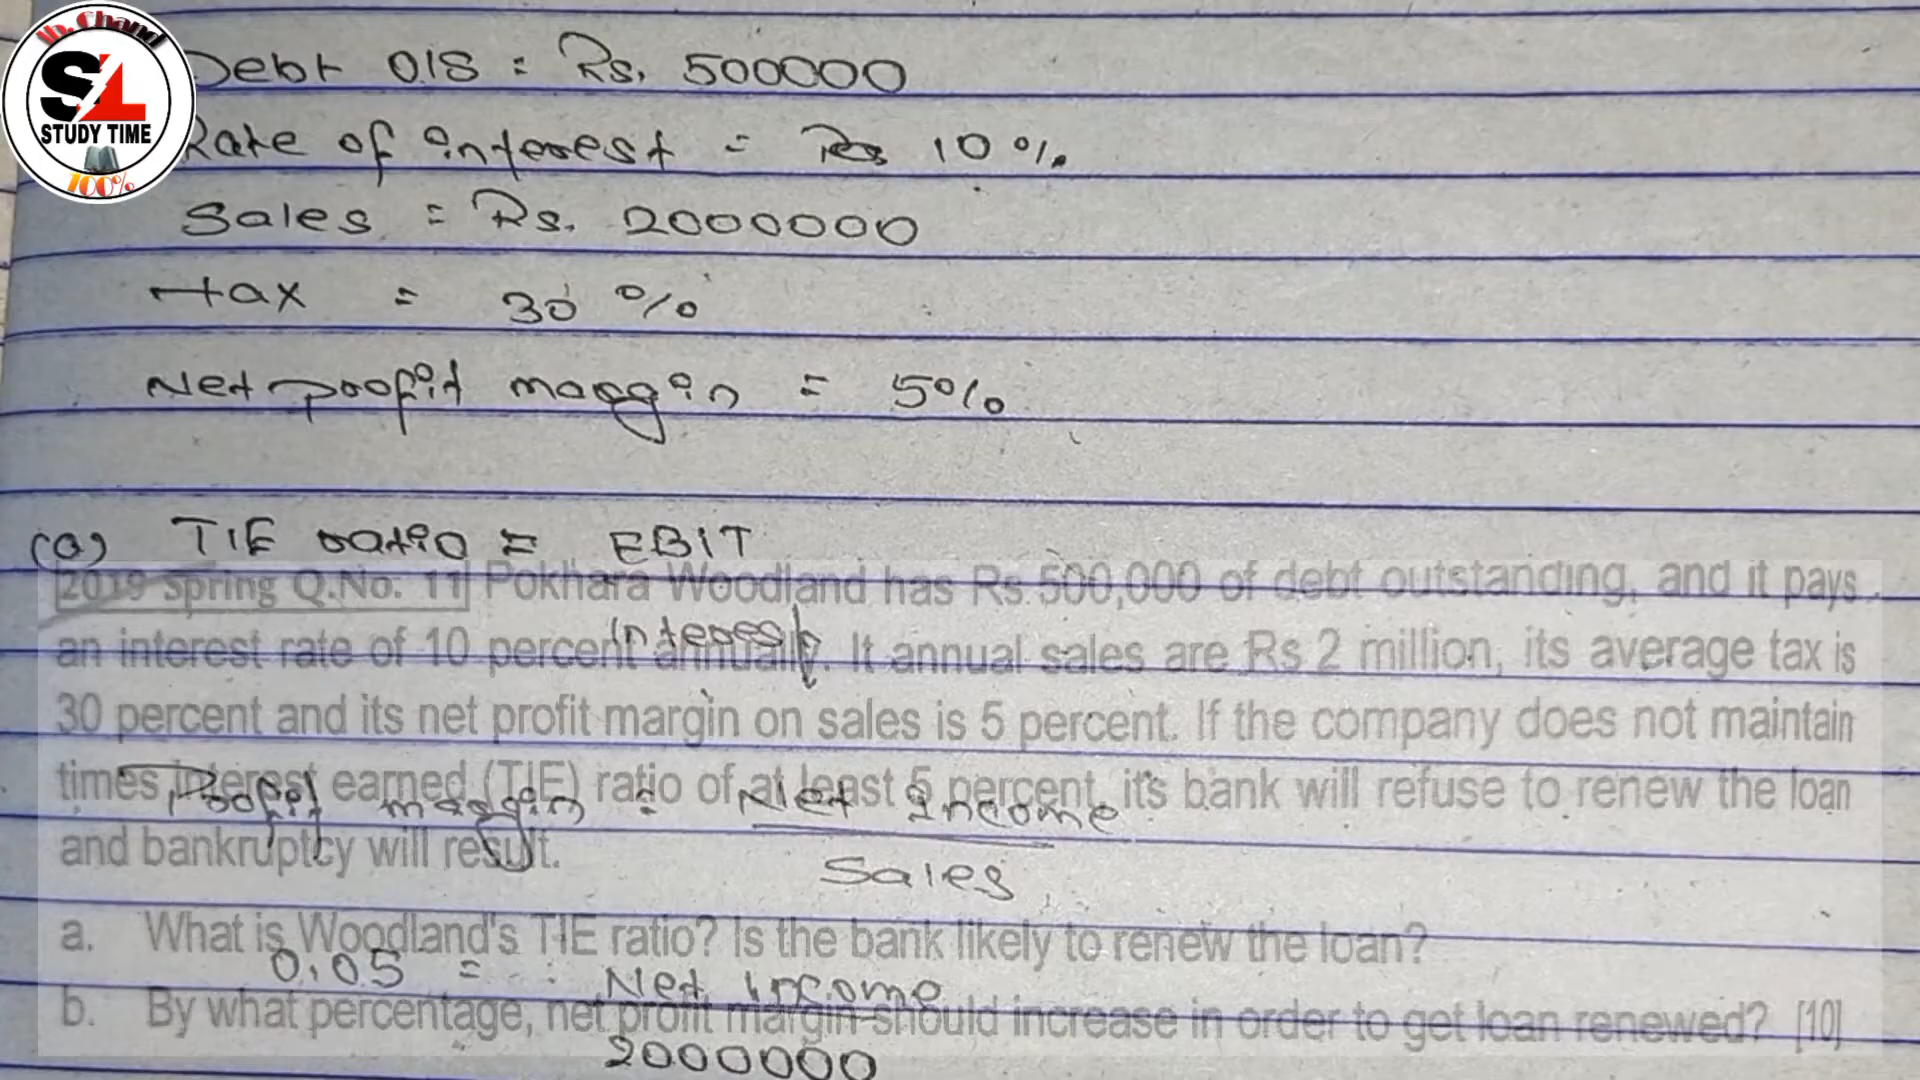 Mb. Chand
SL
STUDY TIME
100%
Debt O/S = Rs. 500000
Rate of interest = Rs 10%
Sales = Rs. 2000000
tax = 30 %
Net profit margin = 5%
(a) TIE ratio = EBIT
Interest
2019 Spring Q.No. 11 Pokhara Woodland has Rs 500,000 of debt outstanding, and it pays
an interest rate of 10 percent annually. It annual sales are Rs 2 million, its average tax is
30 percent and its net profit margin on sales is 5 percent. If the company does not maintain
times interest earned (TIE) ratio of at least 5 percent, it's bank will refuse to renew the loan
and bankruptcy will result.
Profit margin = Net Income
Sales
a. What is Woodland's TIE ratio? Is the bank likely to renew the loan?
0.05 = Net income
2000000
b. By what percentage, net profit margin should increase in order to get loan renewed? [10]